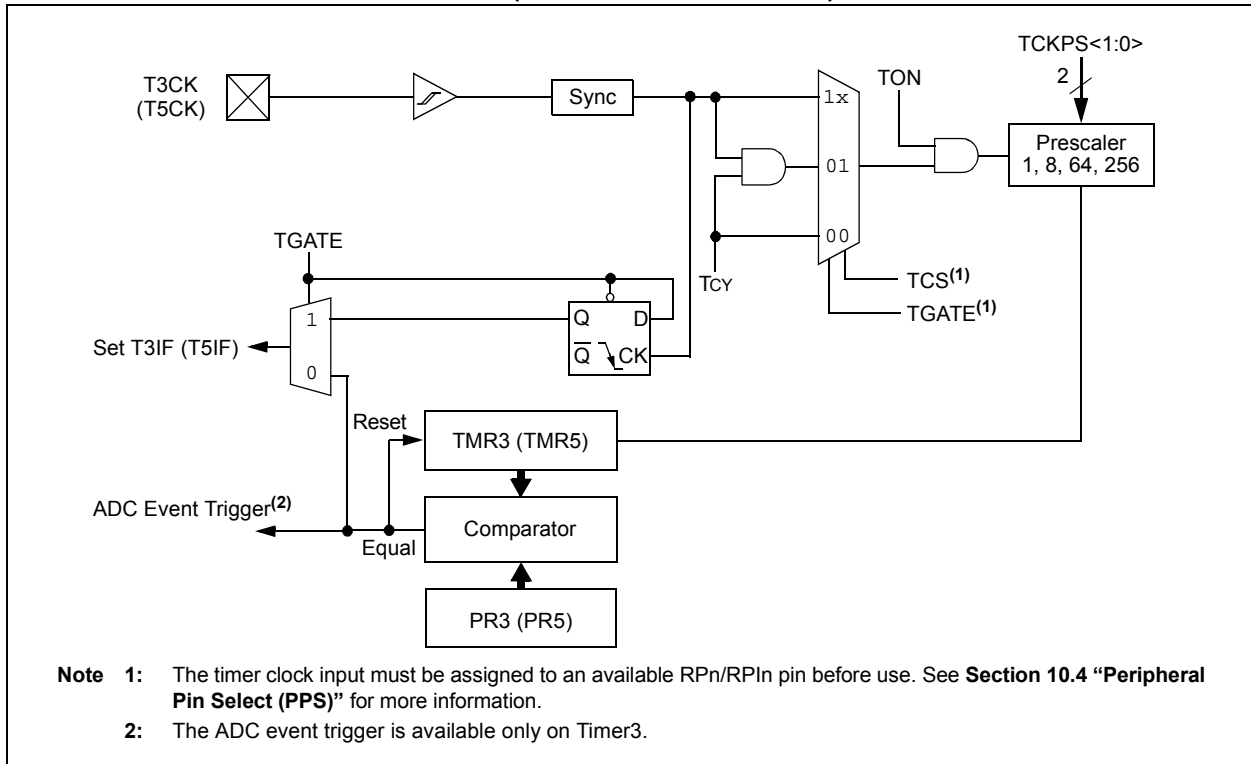 TCKPS<1:0>
2
T3CK
(T5CK)
Sync
TON
1x
01
00
Prescaler
1, 8, 64, 256
TCY
TCS(1)
TGATE(1)
TGATE
1
0
Q
D
Q
CK
Set T3IF (T5IF)
Reset
TMR3 (TMR5)
ADC Event Trigger(2)
Equal
Comparator
PR3 (PR5)
Note 1: The timer clock input must be assigned to an available RPn/RPIn pin before use. See Section 10.4 “Peripheral
Pin Select (PPS)” for more information.
2: The ADC event trigger is available only on Timer3.